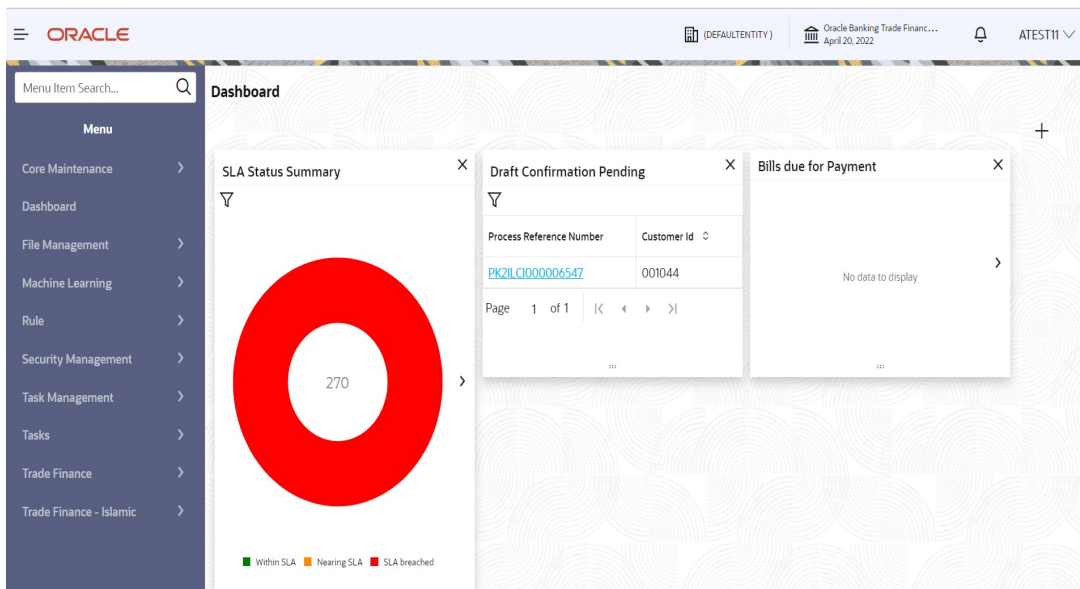 ORACLE
(DEFAULTENTITY)
Oracle Banking Trade Financ...
April 20, 2022
ATEST11
Menu Item Search...
Menu
Core Maintenance
Dashboard
File Management
Machine Learning
Rule
Security Management
Task Management
Tasks
Trade Finance
Trade Finance - Islamic
Dashboard
SLA Status Summary
270
Within SLA Nearing SLA SLA breached
Draft Confirmation Pending
Process Reference Number Customer Id
PK2ILCI000006547 001044
Page 1 of 1
Bills due for Payment
No data to display